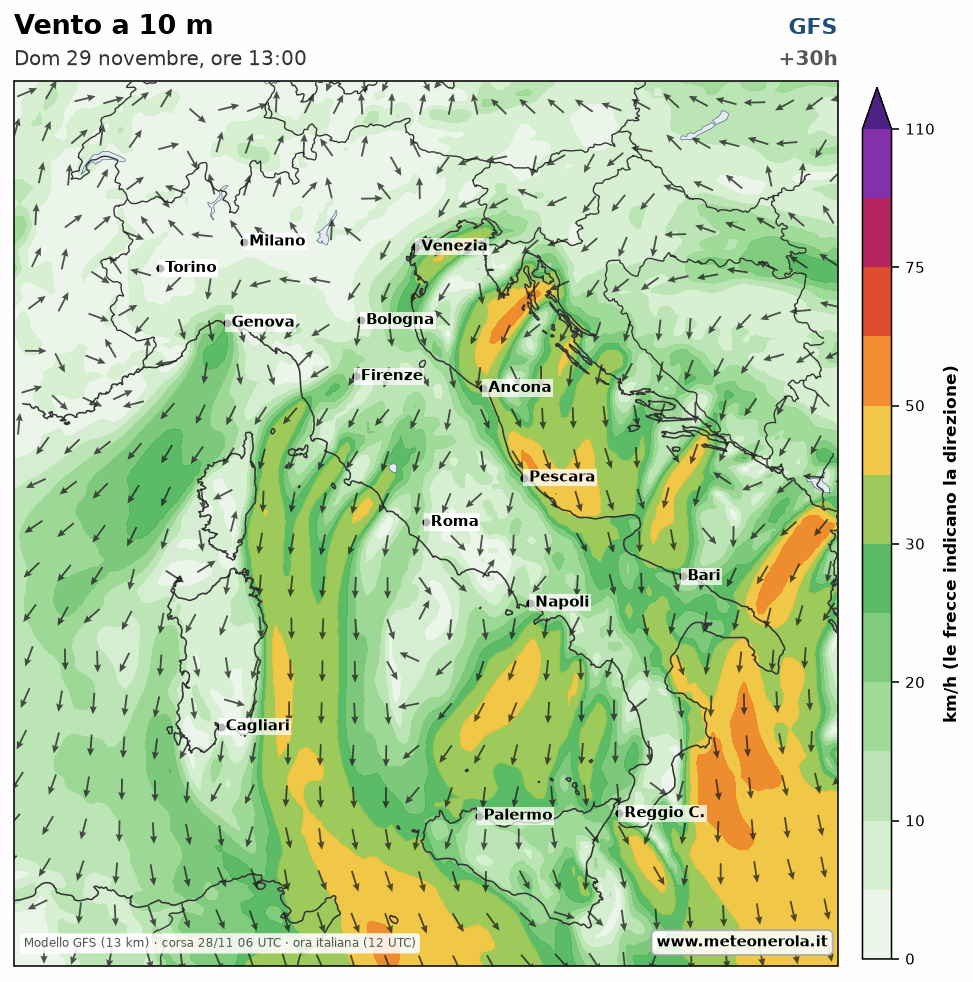 Vento a 10 m
GFS
Dom 29 novembre, ore 13:00
+30h
110
Milano
Venezia
Torino
75
Genova
Bologna
Firenze
Ancona
50
Pescara
Roma
30
Bari
Napoli
km/h (le frecce indicano la direzione)
20
Cagliari
Palermo
Reggio C.
10
Modello GFS (13 km) · corsa 28/11 06 UTC · ora italiana (12 UTC)
www.meteonerola.it
0